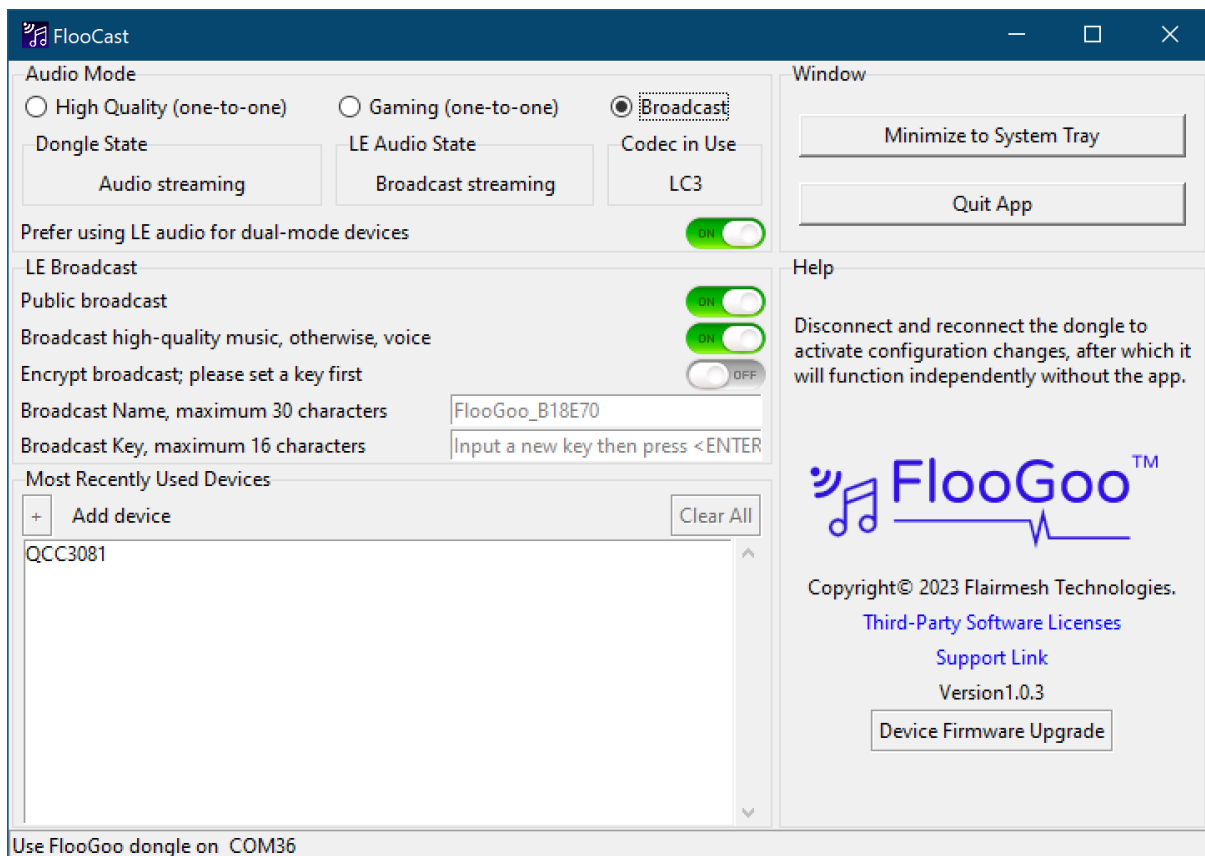 FlooCast
Audio Mode
High Quality (one-to-one)
Gaming (one-to-one)
Broadcast
Dongle State
Audio streaming
LE Audio State
Broadcast streaming
Codec in Use
LC3
Prefer using LE audio for dual-mode devices
ON
LE Broadcast
Public broadcast
ON
Broadcast high-quality music, otherwise, voice
ON
Encrypt broadcast; please set a key first
OFF
Broadcast Name, maximum 30 characters
FlooGoo_B18E70
Broadcast Key, maximum 16 characters
Input a new key then press <ENTER
Most Recently Used Devices
+ Add device
Clear All
QCC3081
Window
Minimize to System Tray
Quit App
Help
Disconnect and reconnect the dongle to
activate configuration changes, after which it
will function independently without the app.
FlooGoo™
Copyright© 2023 Flairmesh Technologies.
Third-Party Software Licenses
Support Link
Version1.0.3
Device Firmware Upgrade
Use FlooGoo dongle on  COM36